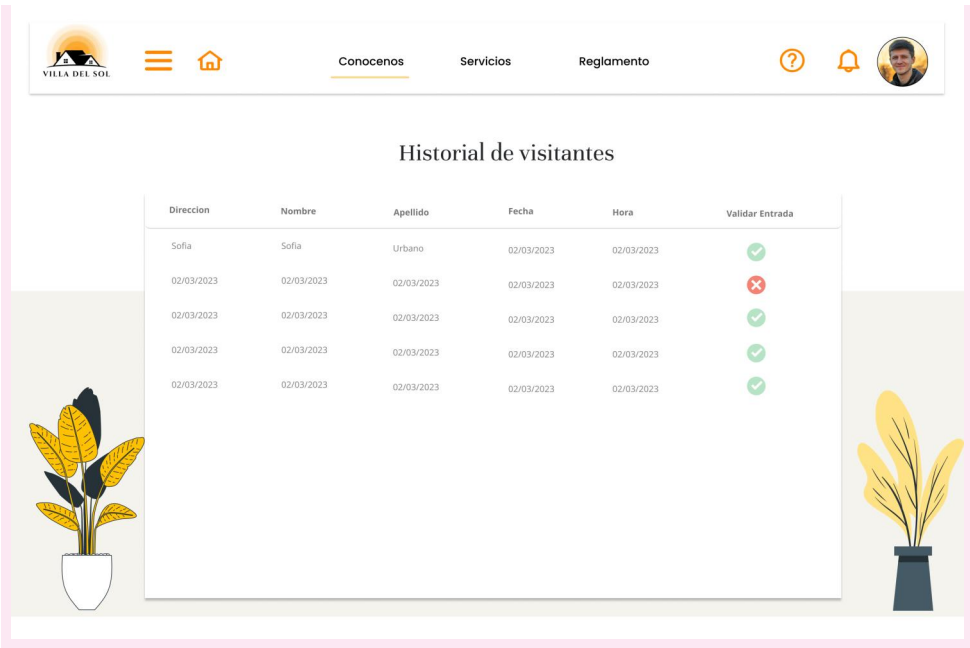 VILLA DEL SOL
Conocenos Servicios Reglamento
Historial de visitantes
Direccion Nombre Apellido Fecha Hora Validar Entrada
Sofia Sofia Urbano 02/03/2023 02/03/2023
02/03/2023 02/03/2023 02/03/2023 02/03/2023 02/03/2023
02/03/2023 02/03/2023 02/03/2023 02/03/2023 02/03/2023
02/03/2023 02/03/2023 02/03/2023 02/03/2023 02/03/2023
02/03/2023 02/03/2023 02/03/2023 02/03/2023 02/03/2023